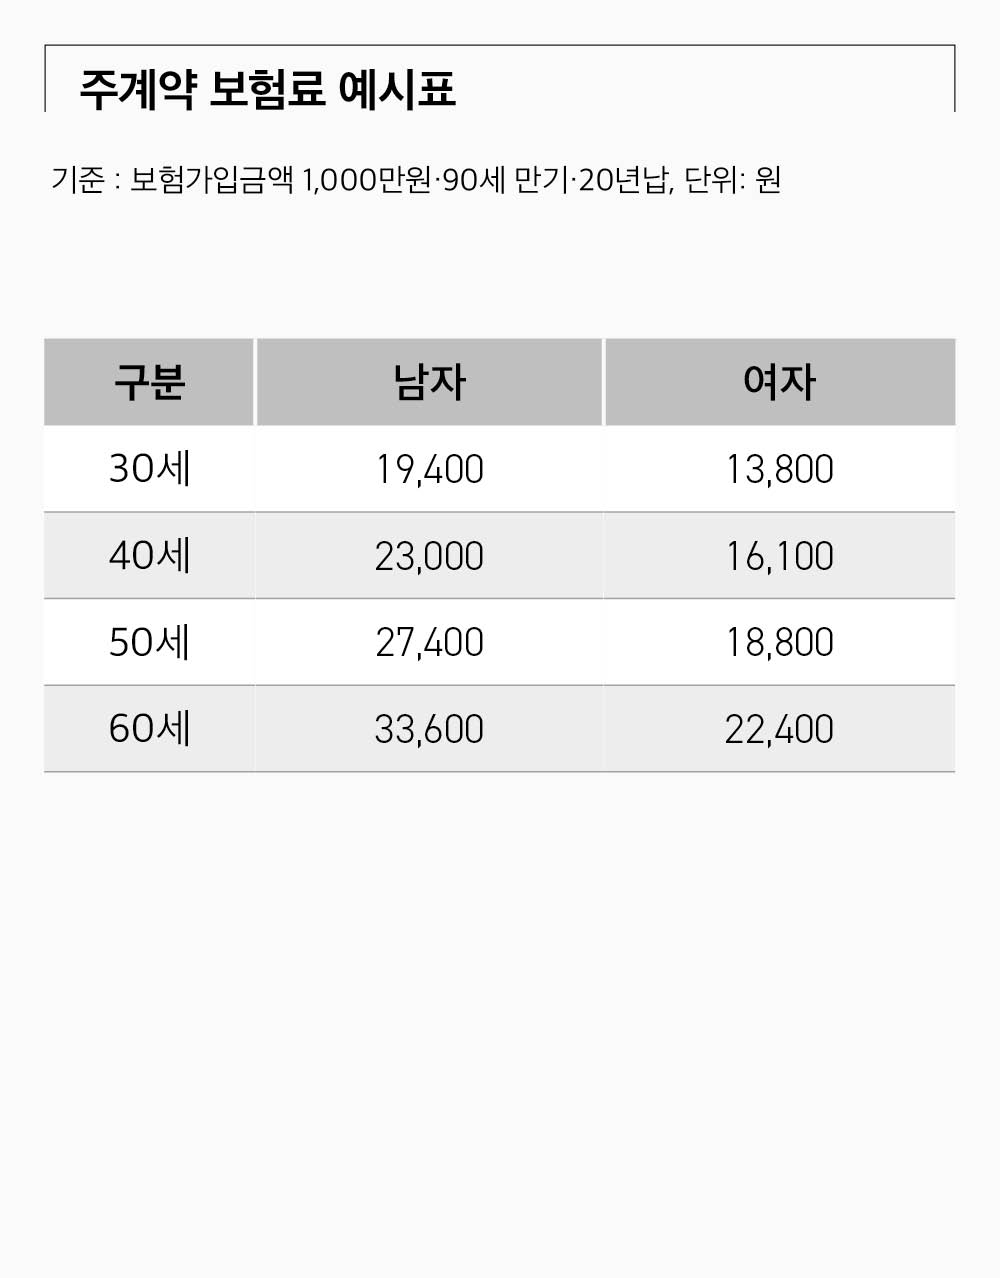 주계약 보험료 예시표
기준 : 보험가입금액 1,000만원·90세 만기·20년납, 단위: 원
구분 남자 여자
30세 19,400 13,800
40세 23,000 16,100
50세 27,400 18,800
60세 33,600 22,400